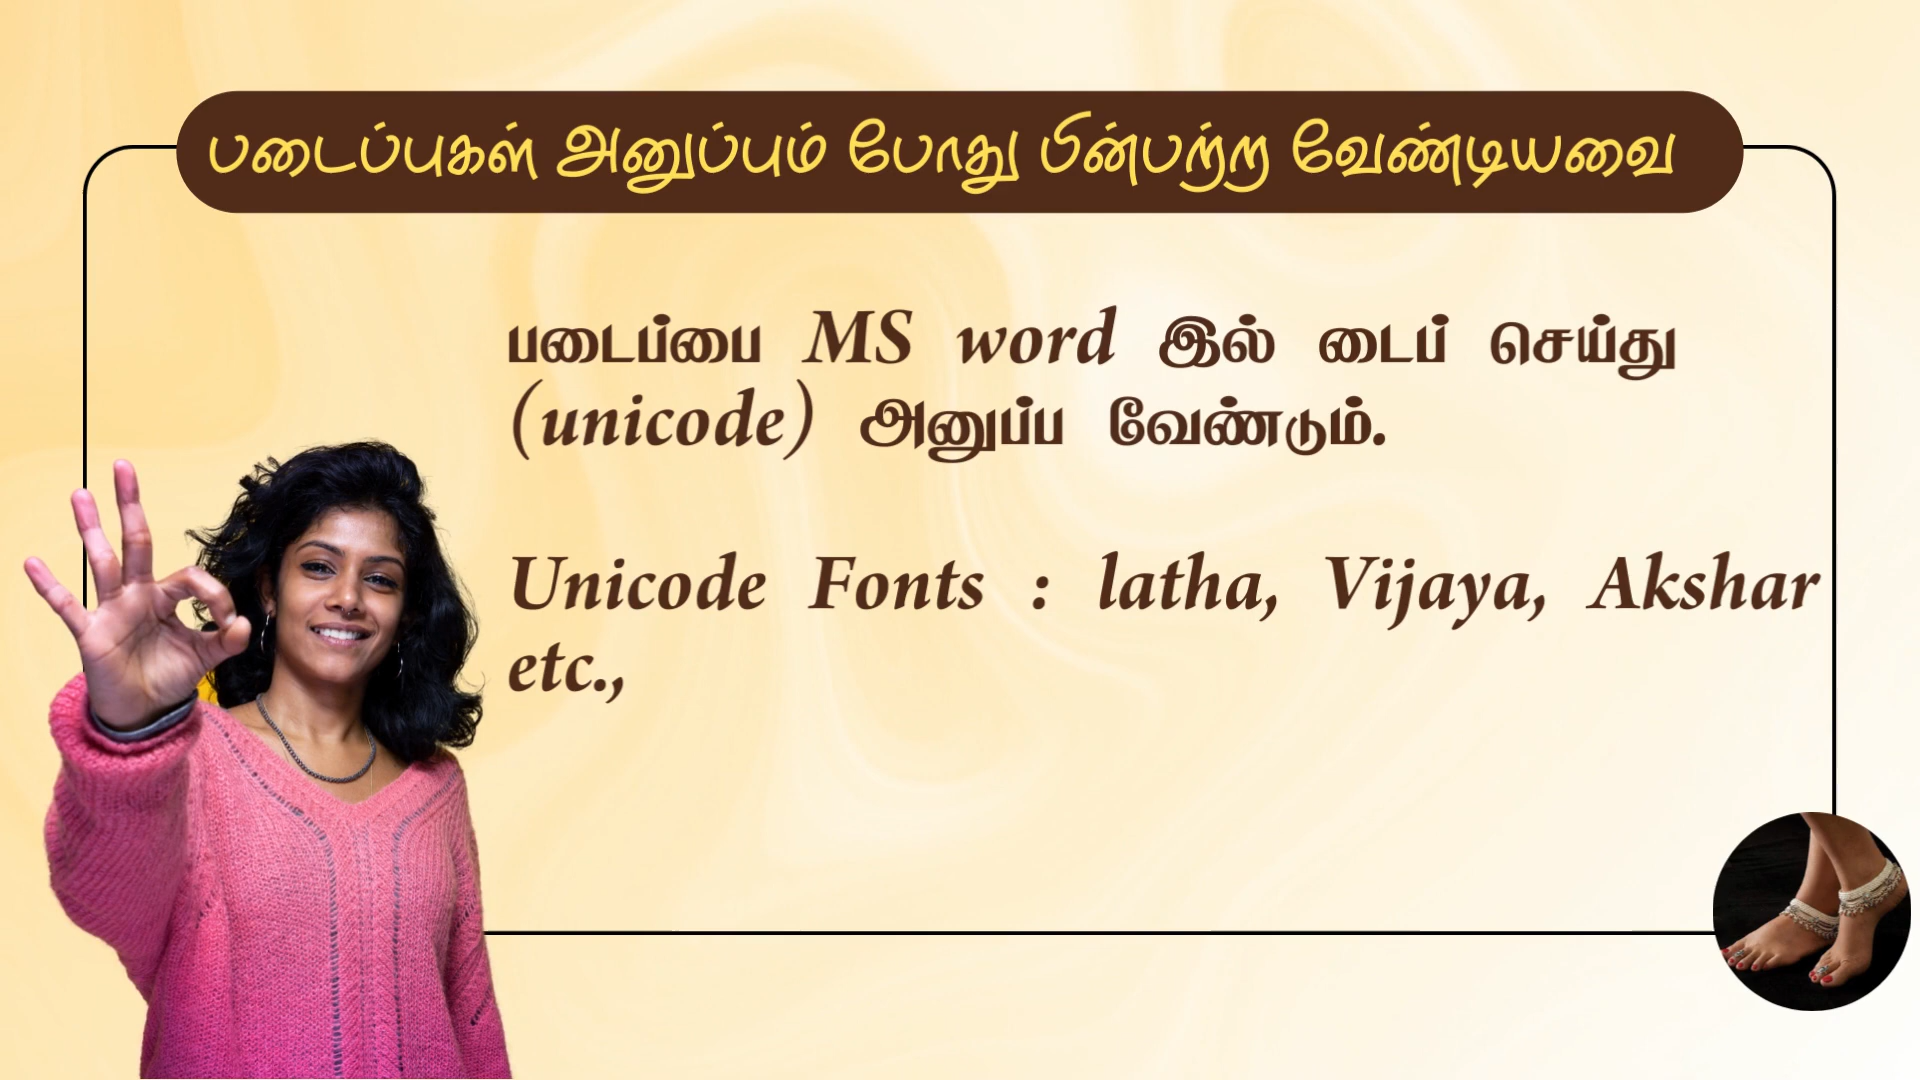 படைப்புகள் அனுப்பும் போது பின்பற்ற வேண்டியவை
படைப்பை MS word இல் டைப் செய்து
(unicode) அனுப்ப வேண்டும்.
Unicode Fonts : latha, Vijaya, Akshar
etc.,